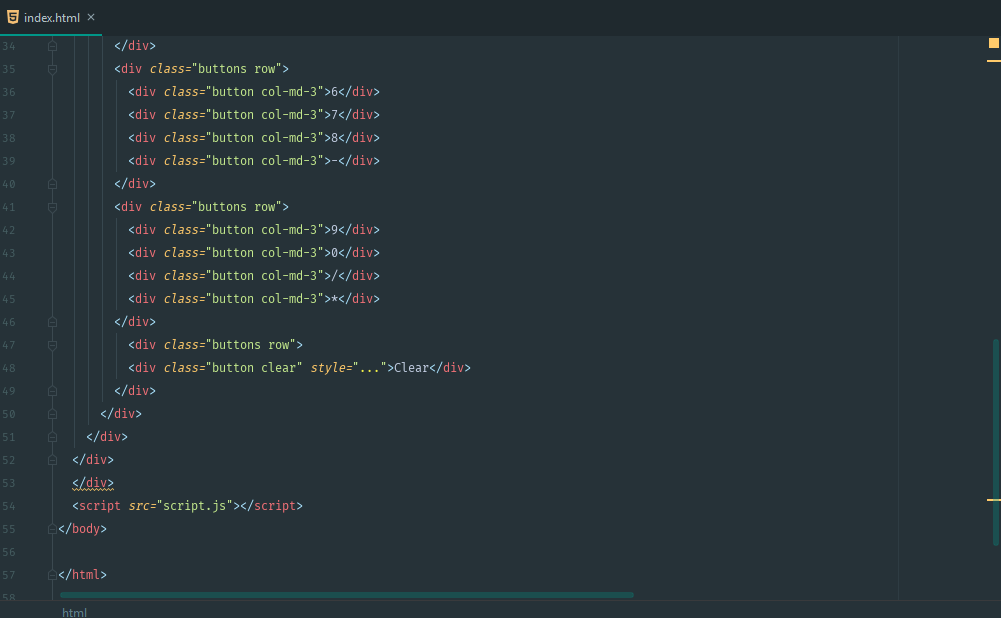 index.html ×
34 </div>
35 <div class="buttons row">
36 <div class="button col-md-3">6</div>
37 <div class="button col-md-3">7</div>
38 <div class="button col-md-3">8</div>
39 <div class="button col-md-3">-</div>
40 </div>
41 <div class="buttons row">
42 <div class="button col-md-3">9</div>
43 <div class="button col-md-3">0</div>
44 <div class="button col-md-3">/</div>
45 <div class="button col-md-3">*</div>
46 </div>
47 <div class="buttons row">
48 <div class="button clear" style="...">Clear</div>
49 </div>
50 </div>
51 </div>
52 </div>
53 </div>
54 <script src="script.js"></script>
55 </body>
56
57 </html>
58
html